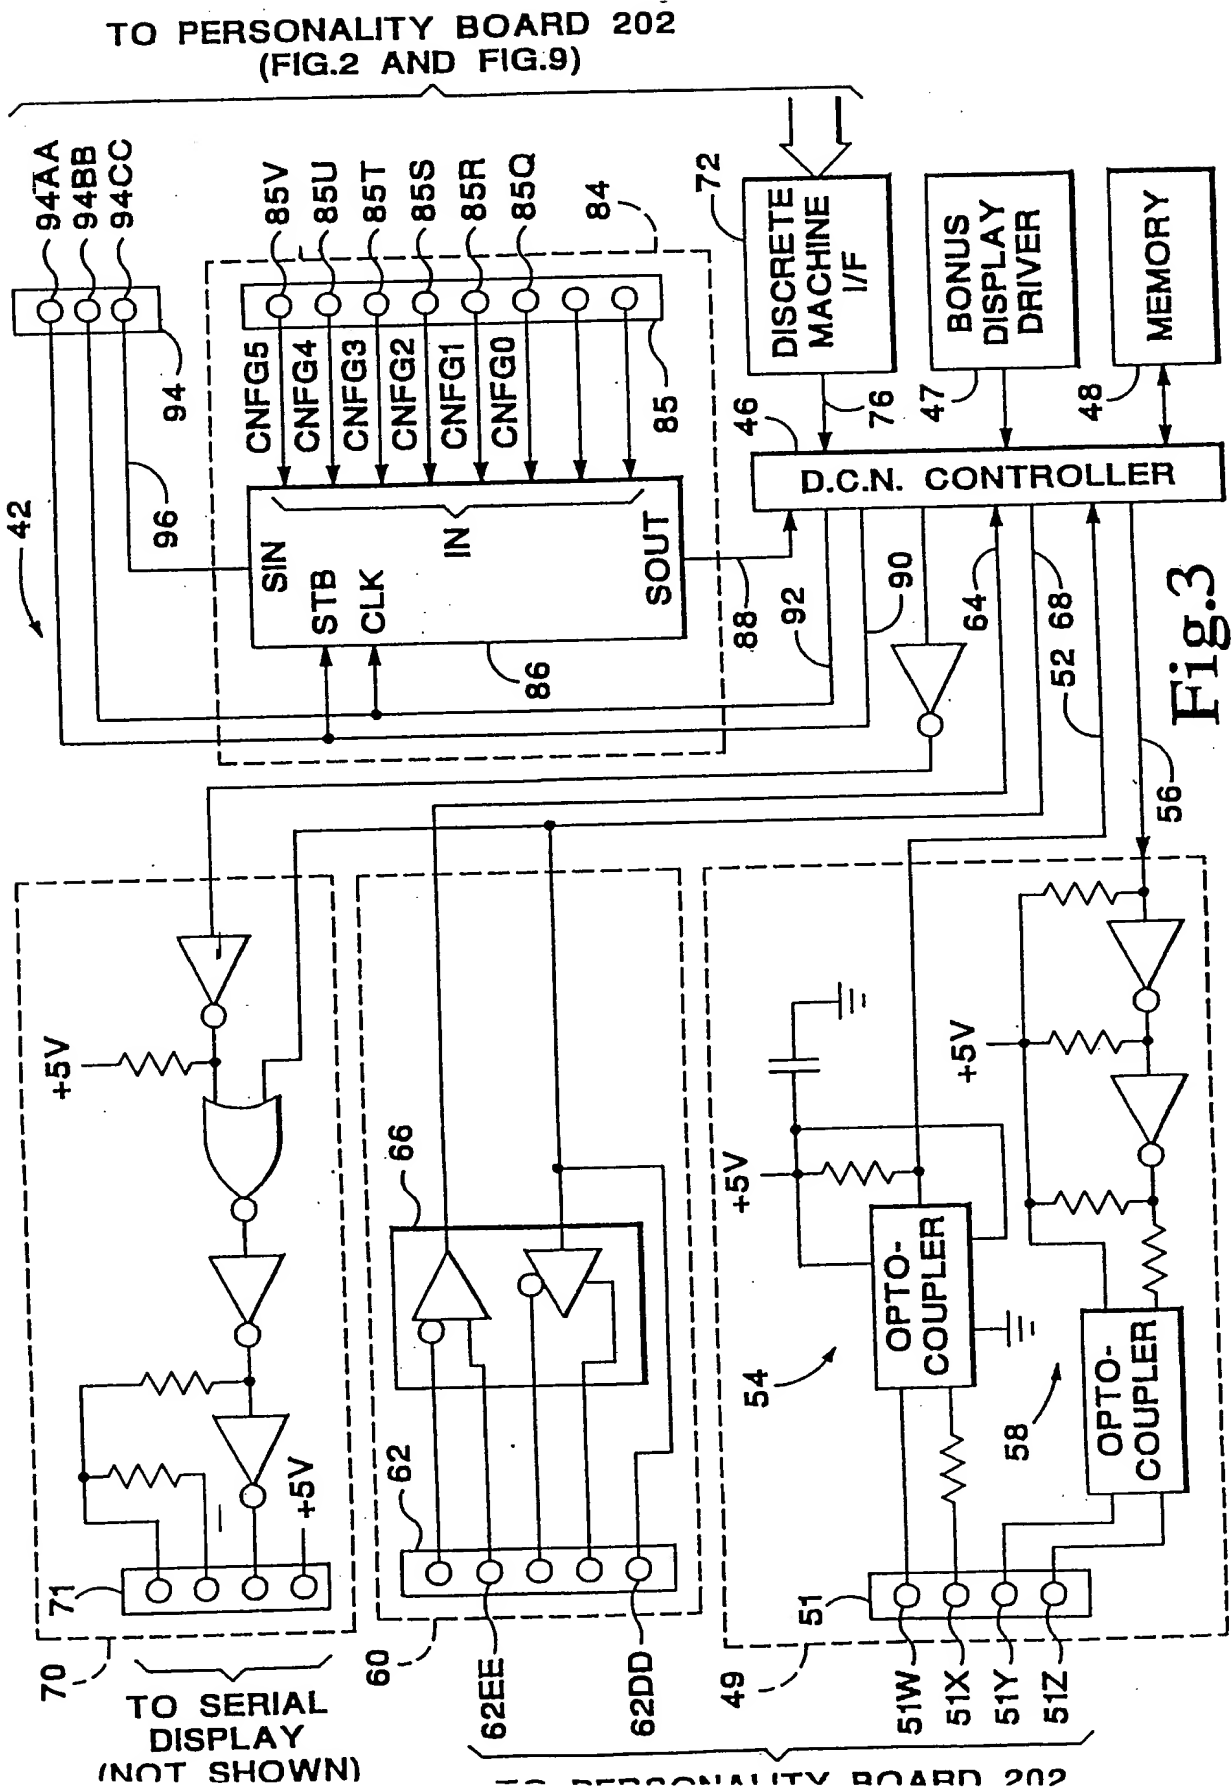 TO PERSONALITY BOARD 202
(FIG.2 AND FIG.9)
42
94AA
94BB
94CC
94
96
85V
85U
85T
85S
85R
85Q
84
CNFG5
CNFG4
CNFG3
CNFG2
CNFG1
CNFG0
85
SIN
STB
CLK
IN
SOUT
86
88
92
90
72
DISCRETE
MACHINE
I/F
76
46
BONUS
DISPLAY
DRIVER
47
MEMORY
48
D.C.N. CONTROLLER
64
68
52
56
Fig.3
+5V
+5V
71
70
TO SERIAL
DISPLAY
(NOT SHOWN)
66
62
60
62EE
62DD
+5V
OPTO-
COUPLER
54
+5V
OPTO-
COUPLER
58
51
49
51W
51X
51Y
51Z
TO PERSONALITY BOARD 202